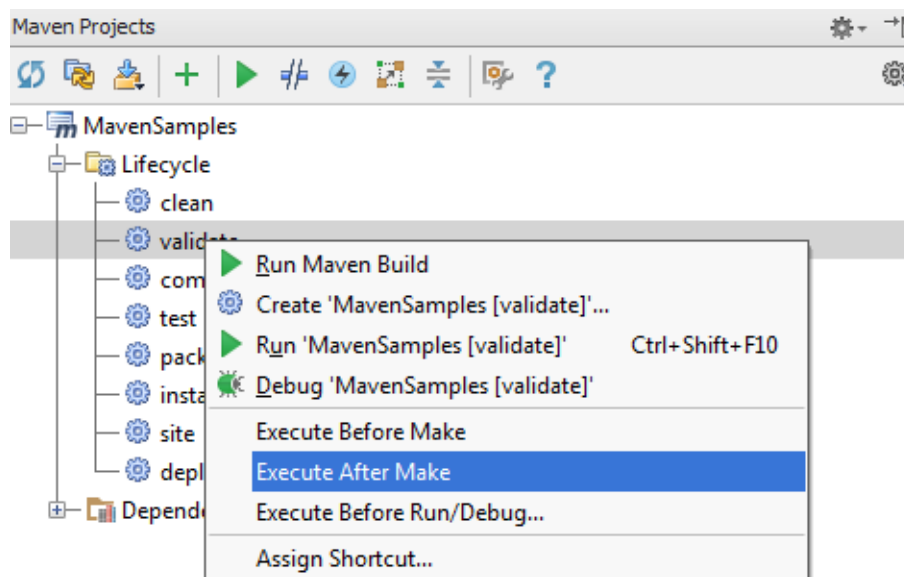 Maven Projects
MavenSamples
Lifecycle
clean
Run Maven Build
Create 'MavenSamples [validate]'...
test
Run 'MavenSamples [validate]' Ctrl+Shift+F10
Debug 'MavenSamples [validate]'
site
Execute Before Make
Execute After Make
Execute Before Run/Debug...
Assign Shortcut...